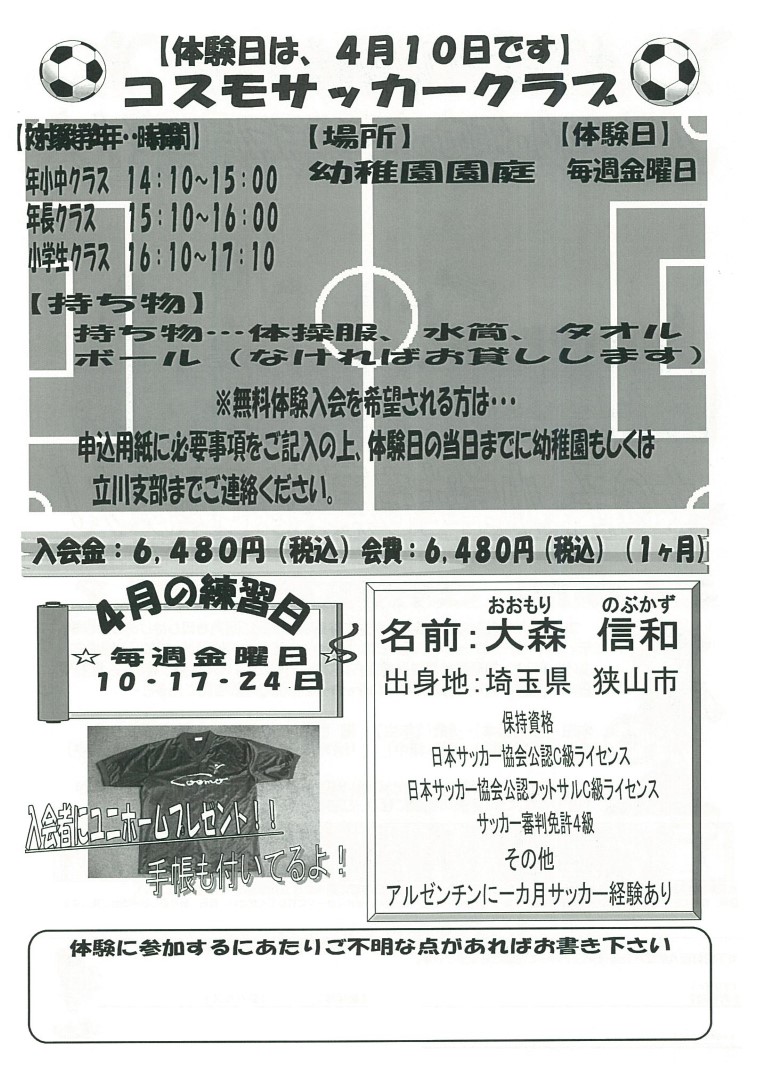 【体験日は、4月10日です】
コスモサッカークラブ
【対象学年・・時間】 【場所】 【体験日】
幼稚園園庭 毎週金曜日
年小中クラス 14:10~15:00
年長クラス 15:10~16:00
小学生クラス 16:10~17:10
【持ち物】
持ち物…体操服、水筒、タオル
ボール（なければお貸しします）
※無料体験入会を希望される方は・・・
申込用紙に必要事項をご記入の上、体験日の当日までに幼稚園もしくは
立川支部までご連絡ください。
入会金：6,480円（税込）会費：6,480円（税込）（1ヶ月）
4月の練習日
☆毎週金曜日☆
10・17・24日
Cosmo
入会者にユニホームプレゼント！！
手帳も付いてるよ！
おおもり のぶかず
名前：大森 信和
出身地：埼玉県 狭山市
保持資格
日本サッカー協会公認C級ライセンス
日本サッカー協会公認フットサルC級ライセンス
サッカー審判免許4級
その他
アルゼンチンに一カ月サッカー経験あり
体験に参加するにあたりご不明な点があればお書き下さい